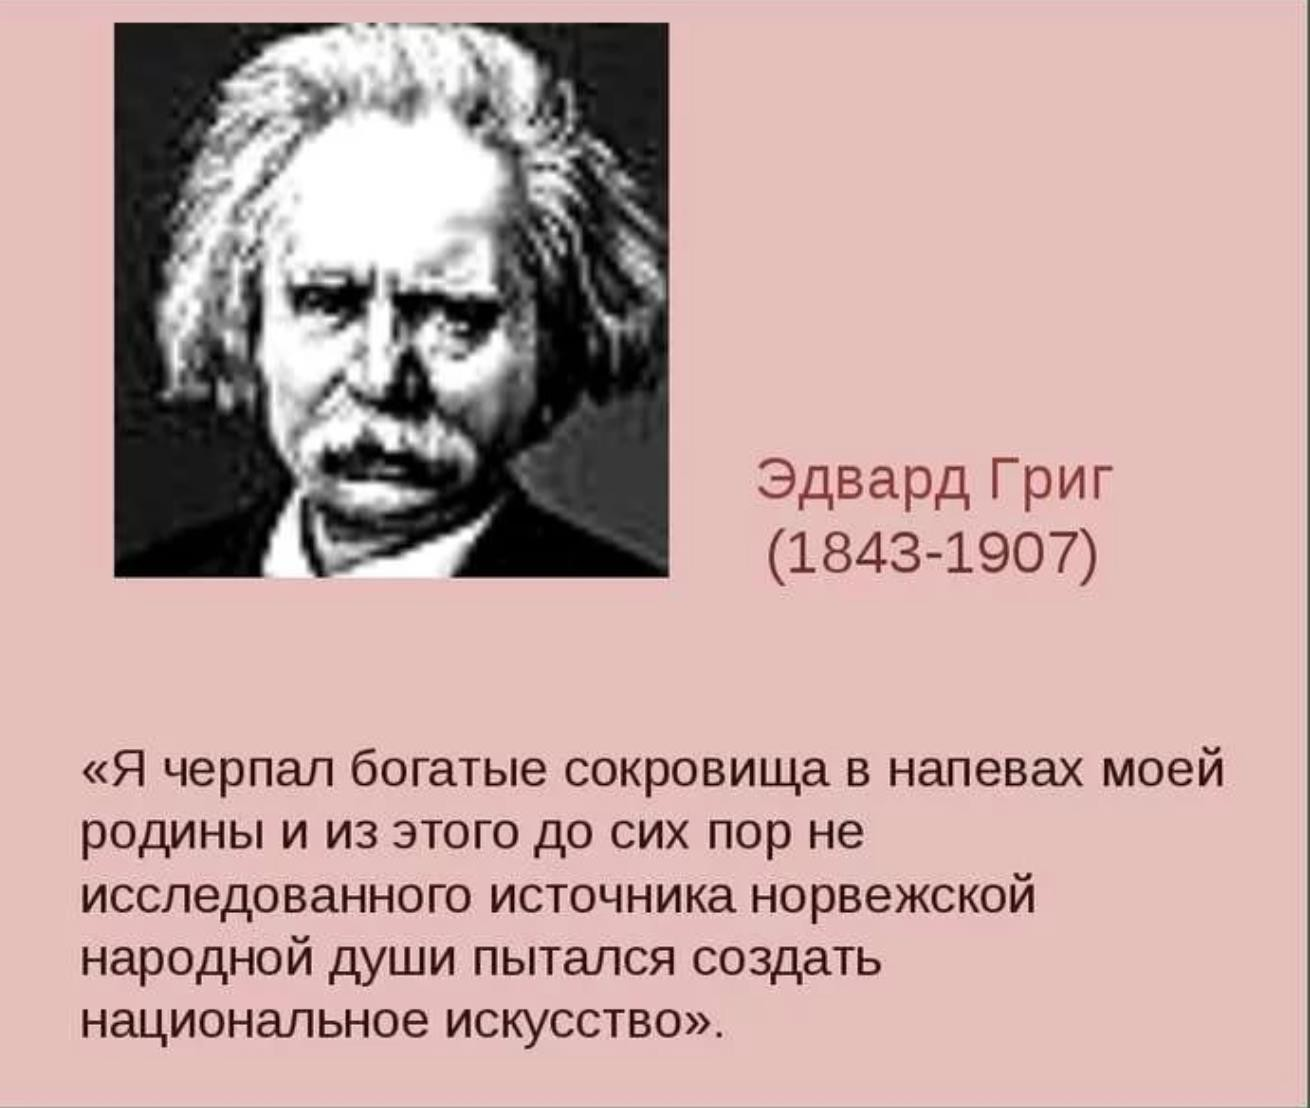 Эдвард Григ
(1843-1907)
«Я черпал богатые сокровища в напевах моей
родины и из этого до сих пор не
исследованного источника норвежской
народной души пытался создать
национальное искусство».